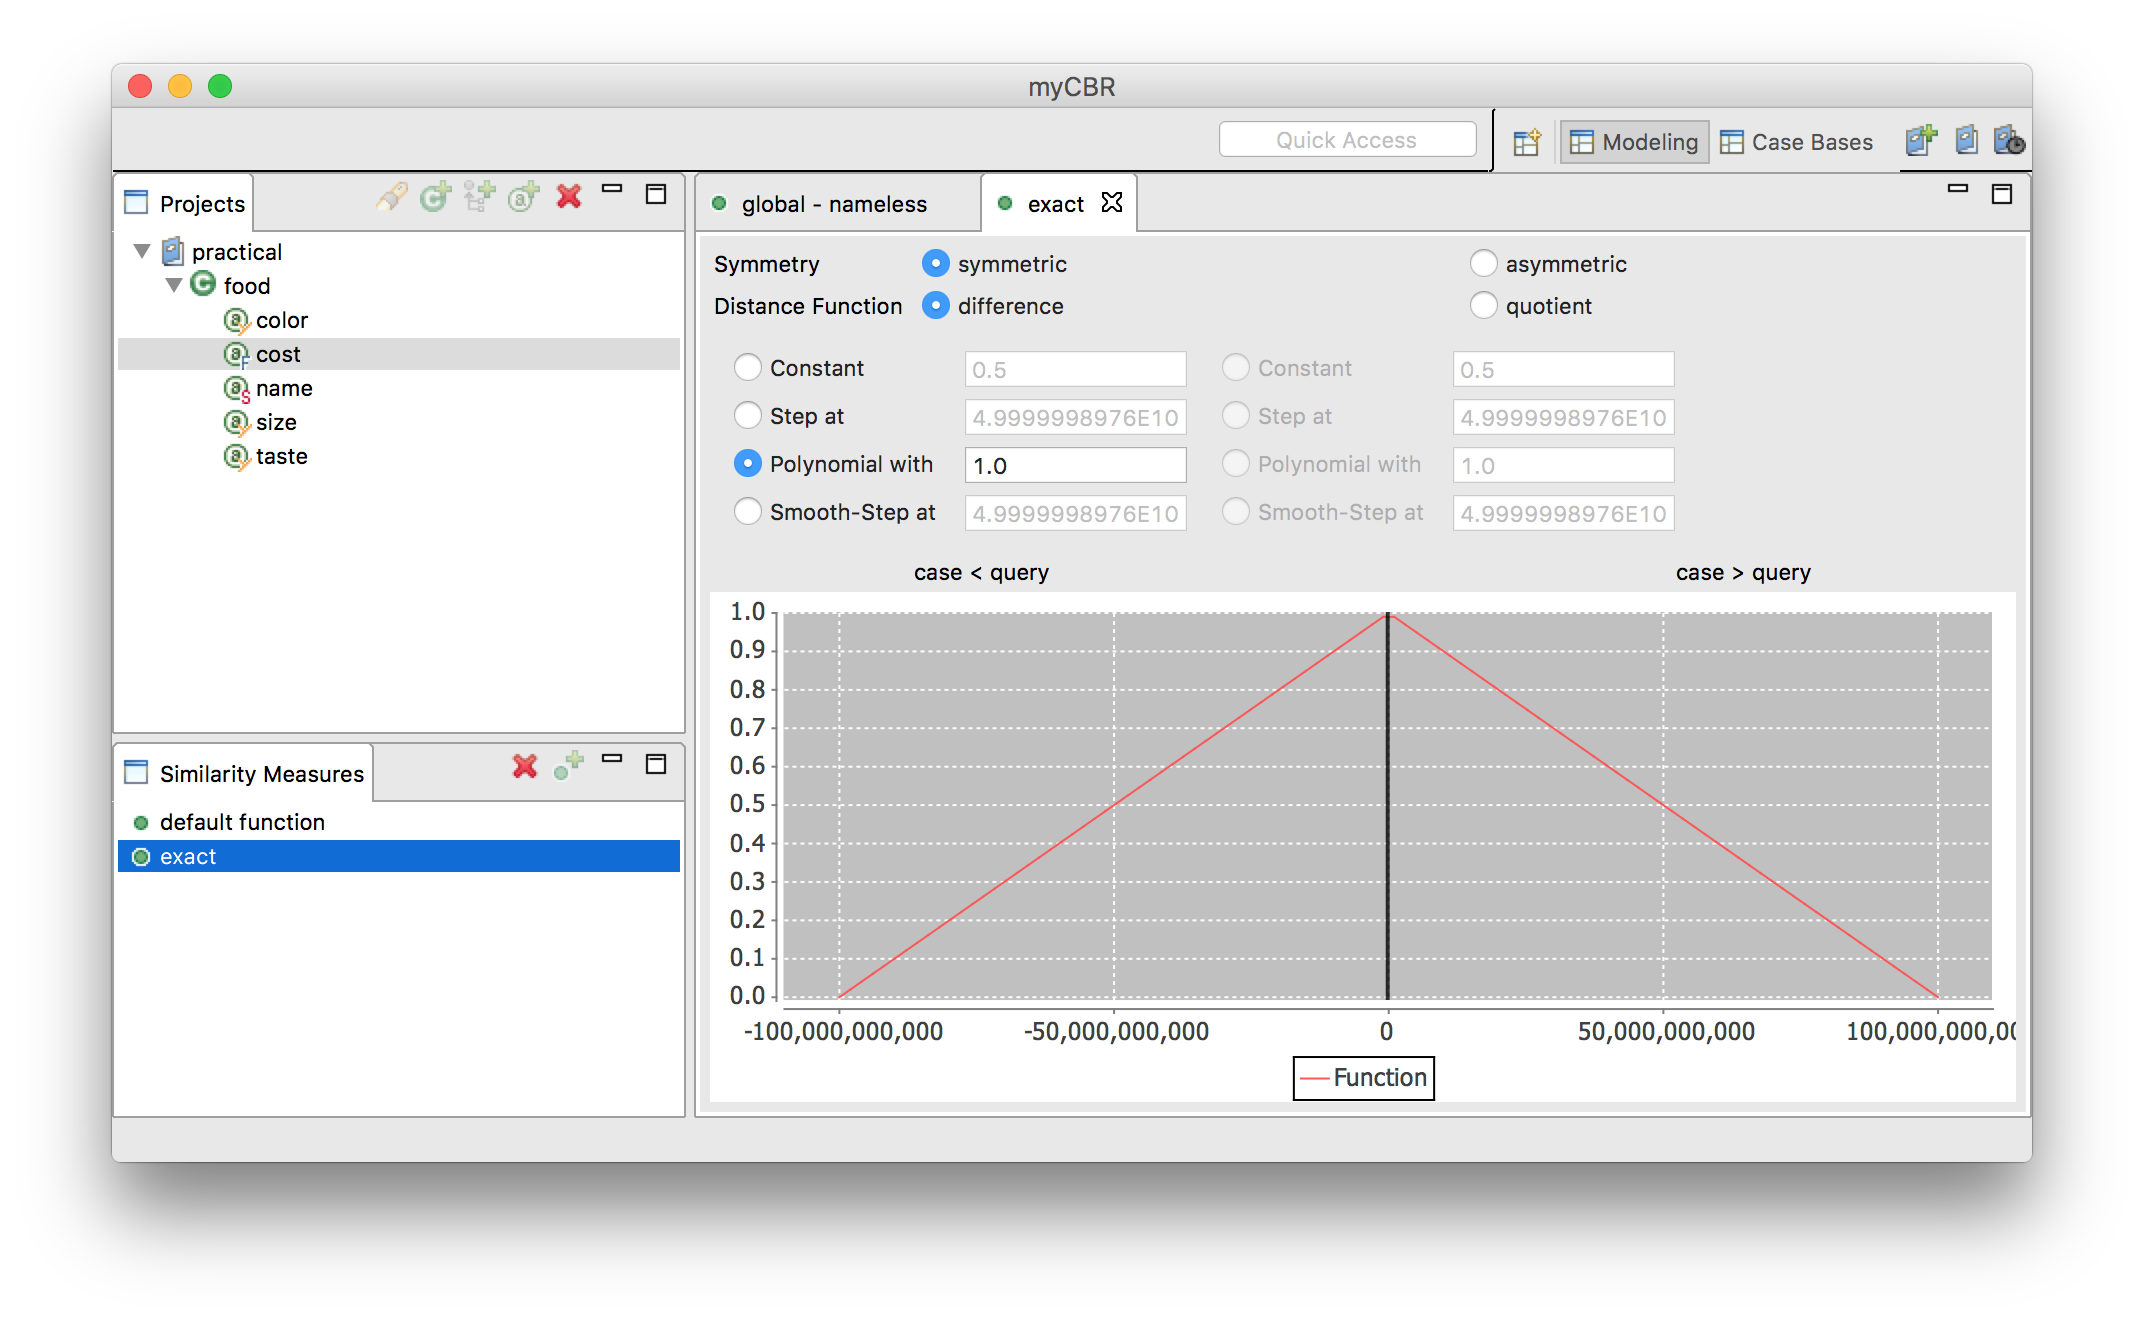 myCBR
Quick Access
Modeling
Case Bases
Projects
practical
food
color
cost
name
size
taste
Similarity Measures
default function
exact
global - nameless
exact
Symmetry symmetric asymmetric
Distance Function difference quotient
Constant 0.5 Constant 0.5
Step at 4.9999998976E10 Step at 4.9999998976E10
Polynomial with 1.0 Polynomial with 1.0
Smooth-Step at 4.9999998976E10 Smooth-Step at 4.9999998976E10
case < query case > query
1.0
0.9
0.8
0.7
0.6
0.5
0.4
0.3
0.2
0.1
0.0
-100,000,000,000 -50,000,000,000 0 50,000,000,000 100,000,000,00
Function